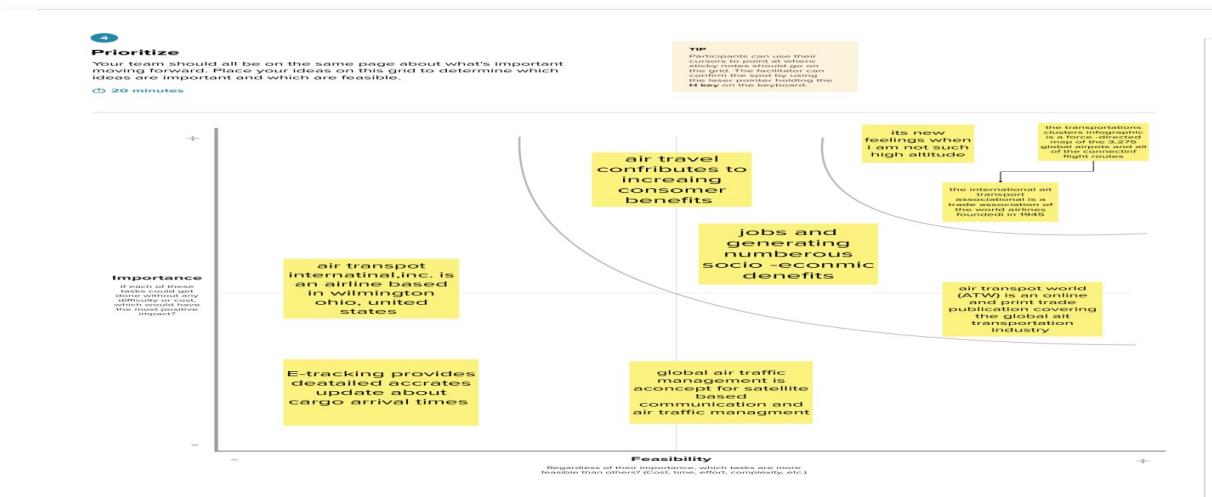 4
Prioritize
Your team should all be on the same page about what's important
moving forward. Place your ideas on this grid to determine which
ideas are important and which are feasible.
20 minutes
TIP
Participants can use their
cursors to point at where
sticky notes should go on
the grid. The facilitator can
confirm the spot by using
the laser pointer holding the
H key on the keyboard.
+
its new
feelings when
i am not such
high altitude
the transportations
clusters infographic
is a force -directed
map of the 3,275
global airpots and all
of the connectinf
flight routes
air travel
confributes to
increaing
consomer
benefits
the international ait
transport
associational is a
trade association of
the world airlines
foundedi in 1945
jobs and
generating
numberous
socio -econmic
denefits
air transpot
internatinal,inc. is
an airline based
in wilmington
ohio, united
states
Importance
If each of these
tasks could get
done without any
difficulty or cost,
which would have
the most positive
impact?
air transpot world
(ATW) is an online
and print trade
publication covering
the global ait
transportation
industry
E-tracking provides
deatailed accrates
update about
cargo arrival times
global air traffic
management is
aconcept for satellite
based
communication and
air traffic managment
−
−
Feasibility
+
Regardless of their importance, which tasks are more
feasible than others? (Cost, time, effort, complexity, etc.)